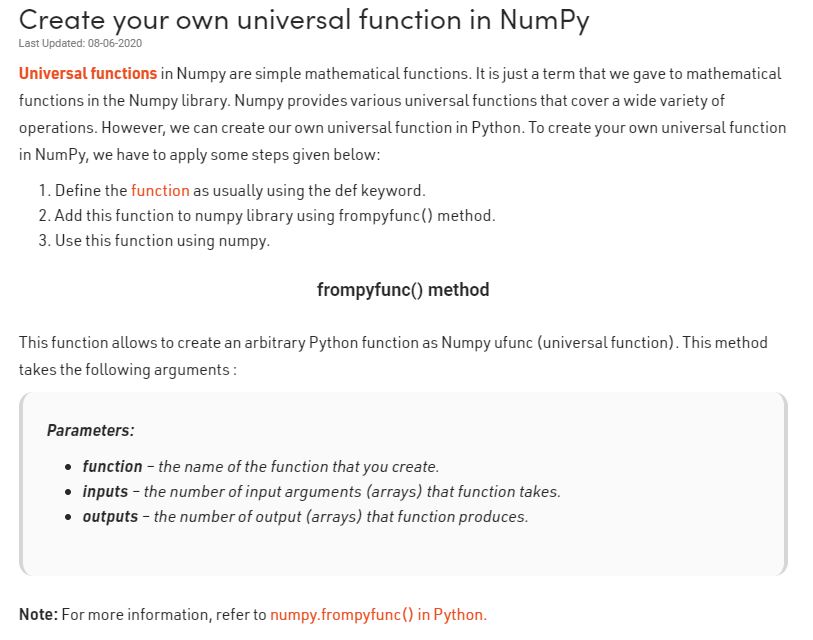 Create your own universal function in NumPy
Last Updated: 08-06-2020
Universal functions in Numpy are simple mathematical functions. It is just a term that we gave to mathematical
functions in the Numpy library. Numpy provides various universal functions that cover a wide variety of
operations. However, we can create our own universal function in Python. To create your own universal function
in NumPy, we have to apply some steps given below:
1. Define the function as usually using the def keyword.
2. Add this function to numpy library using frompyfunc() method.
3. Use this function using numpy.
frompyfunc() method
This function allows to create an arbitrary Python function as Numpy ufunc (universal function). This method
takes the following arguments :
Parameters:
• function – the name of the function that you create.
• inputs – the number of input arguments (arrays) that function takes.
• outputs – the number of output (arrays) that function produces.
Note: For more information, refer to numpy.frompyfunc() in Python.